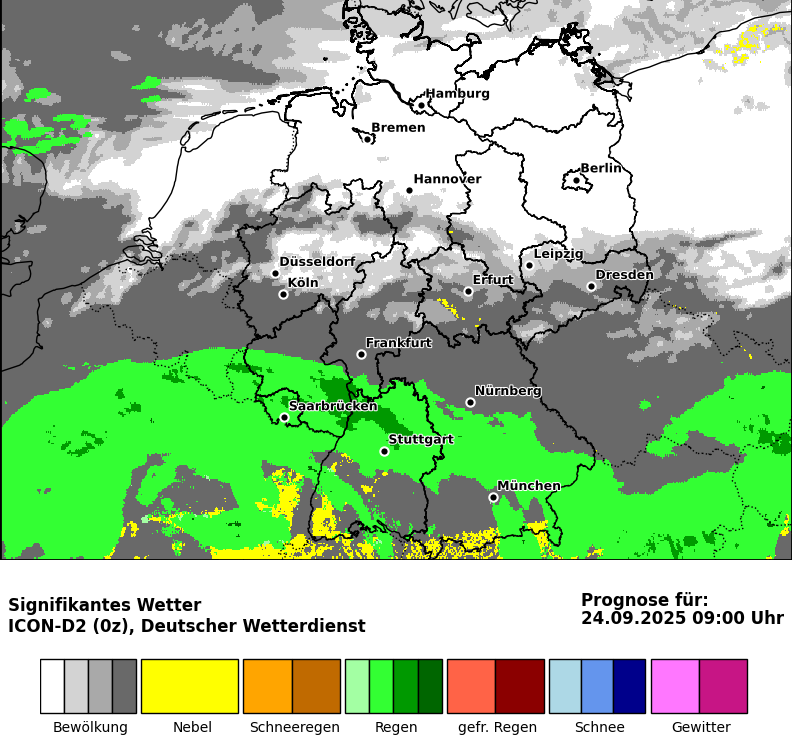 Hamburg
Bremen
Berlin
Hannover
Leipzig
Düsseldorf
Dresden
Köln
Erfurt
Frankfurt
Nürnberg
Saarbrücken
Stuttgart
München
Signifikantes Wetter
ICON-D2 (0z), Deutscher Wetterdienst
Prognose für:
24.09.2025 09:00 Uhr
Bewölkung
Nebel
Schneeregen
Regen
gefr. Regen
Schnee
Gewitter